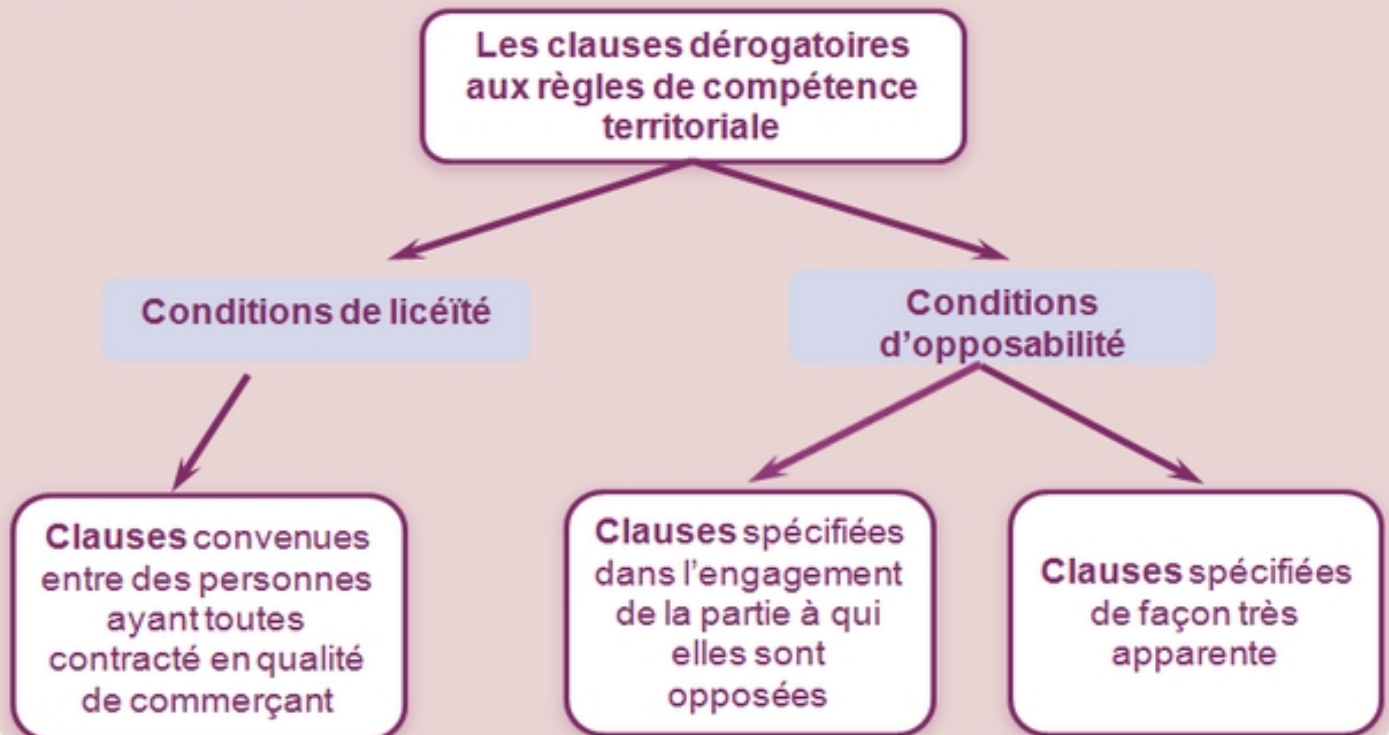 Les clauses dérogatoires
aux règles de compétence
territoriale
Conditions de licéïté
Conditions
d’opposabilité
Clauses convenues
entre des personnes
ayant toutes
contracté en qualité
de commerçant
Clauses spécifiées
dans l’engagement
de la partie à qui
elles sont
opposées
Clauses spécifiées
de façon très
apparente